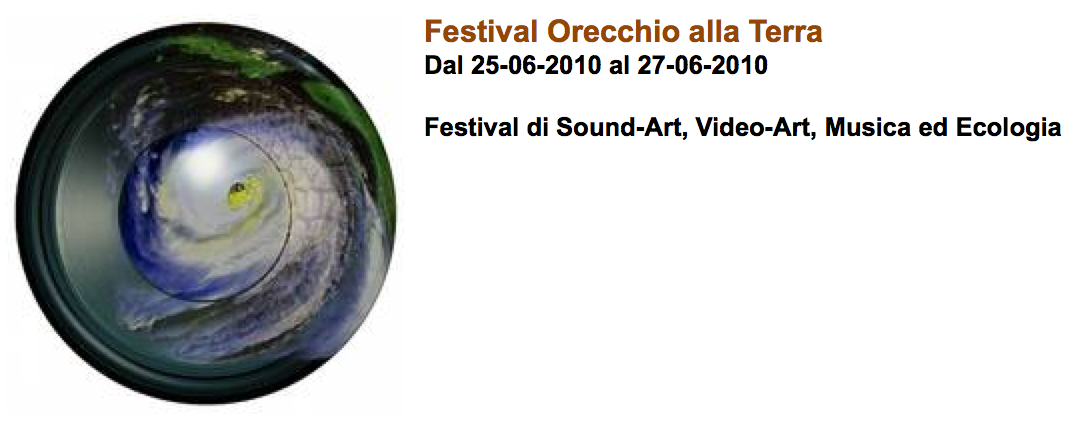 Festival Orecchio alla Terra
Dal 25-06-2010 al 27-06-2010
Festival di Sound-Art, Video-Art, Musica ed Ecologia